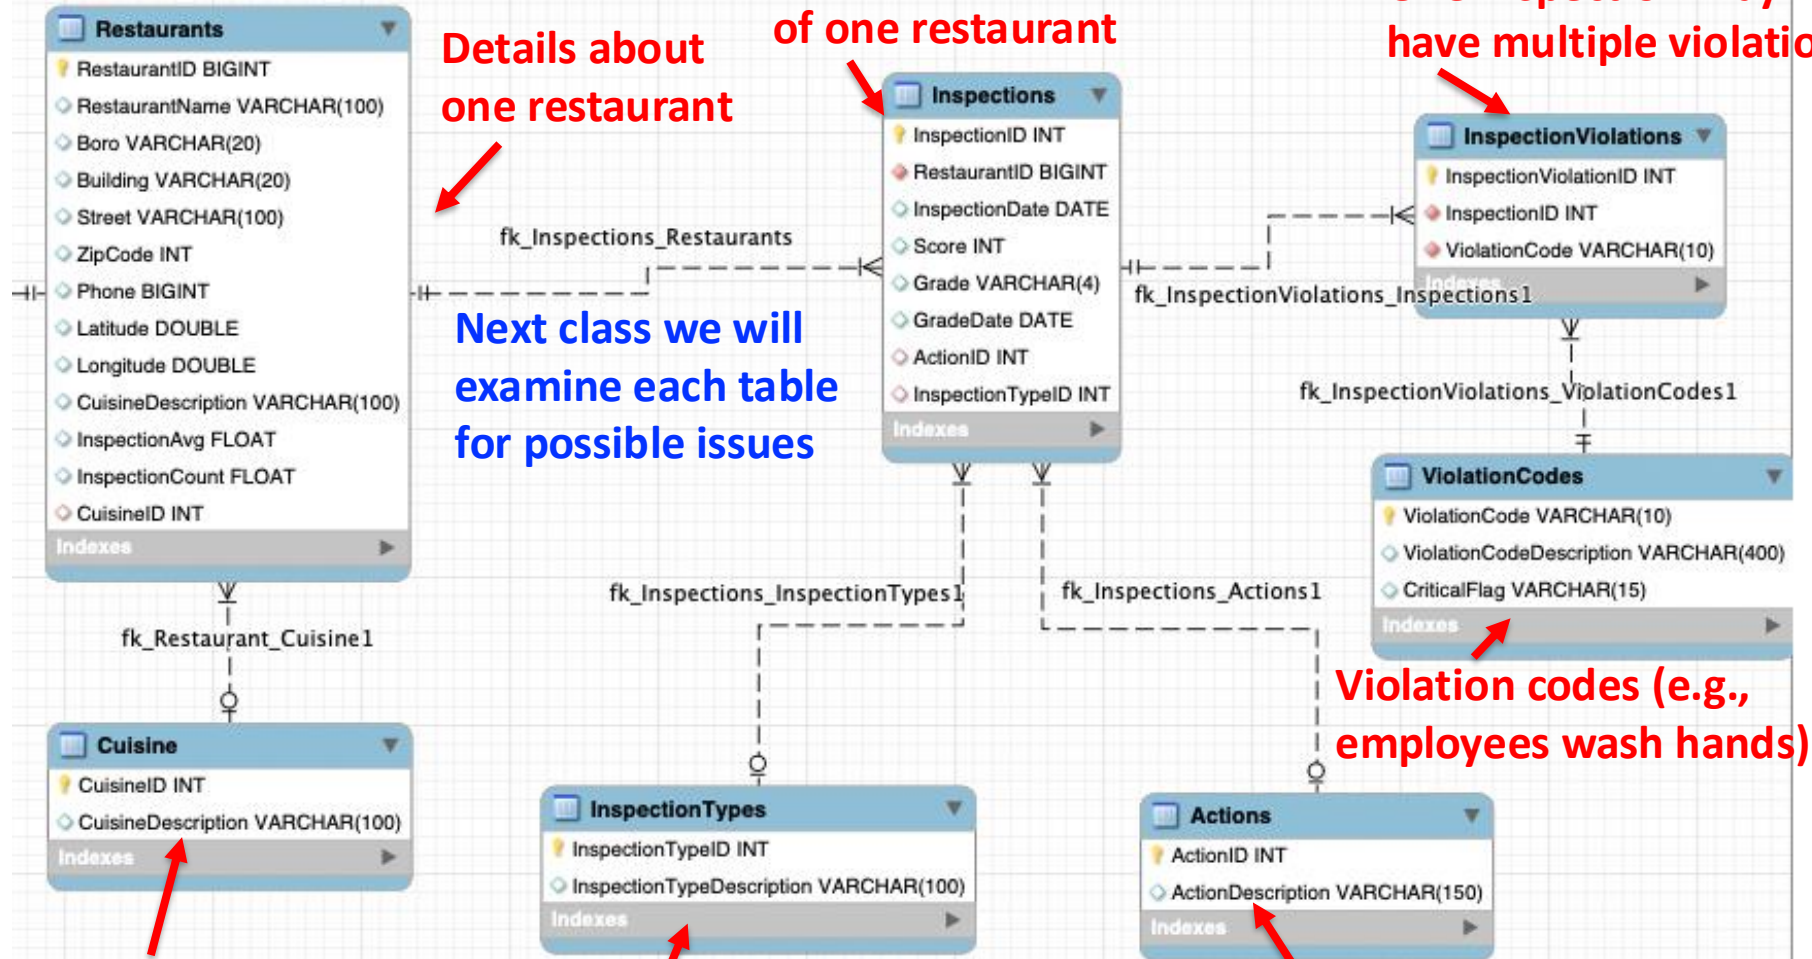 of one restaurant
have multiple violatio
Details about
one restaurant
Restaurants
RestaurantID BIGINT
RestaurantName VARCHAR(100)
Boro VARCHAR(20)
Building VARCHAR(20)
Street VARCHAR(100)
ZipCode INT
Phone BIGINT
Latitude DOUBLE
Longitude DOUBLE
CuisineDescription VARCHAR(100)
InspectionAvg FLOAT
InspectionCount FLOAT
CuisineID INT
Indexes
fk_Inspections_Restaurants
Next class we will
examine each table
for possible issues
Inspections
InspectionID INT
RestaurantID BIGINT
InspectionDate DATE
Score INT
Grade VARCHAR(4)
GradeDate DATE
ActionID INT
InspectionTypeID INT
Indexes
InspectionViolations
InspectionViolationID INT
InspectionID INT
ViolationCode VARCHAR(10)
Indexes
fk_InspectionViolations_Inspections1
fk_InspectionViolations_ViolationCodes1
ViolationCodes
ViolationCode VARCHAR(10)
ViolationCodeDescription VARCHAR(400)
CriticalFlag VARCHAR(15)
Indexes
Violation codes (e.g.,
employees wash hands)
fk_Restaurant_Cuisine1
fk_Inspections_InspectionTypes1
fk_Inspections_Actions1
Cuisine
CuisineID INT
CuisineDescription VARCHAR(100)
Indexes
InspectionTypes
InspectionTypeID INT
InspectionTypeDescription VARCHAR(100)
Indexes
Actions
ActionID INT
ActionDescription VARCHAR(150)
Indexes